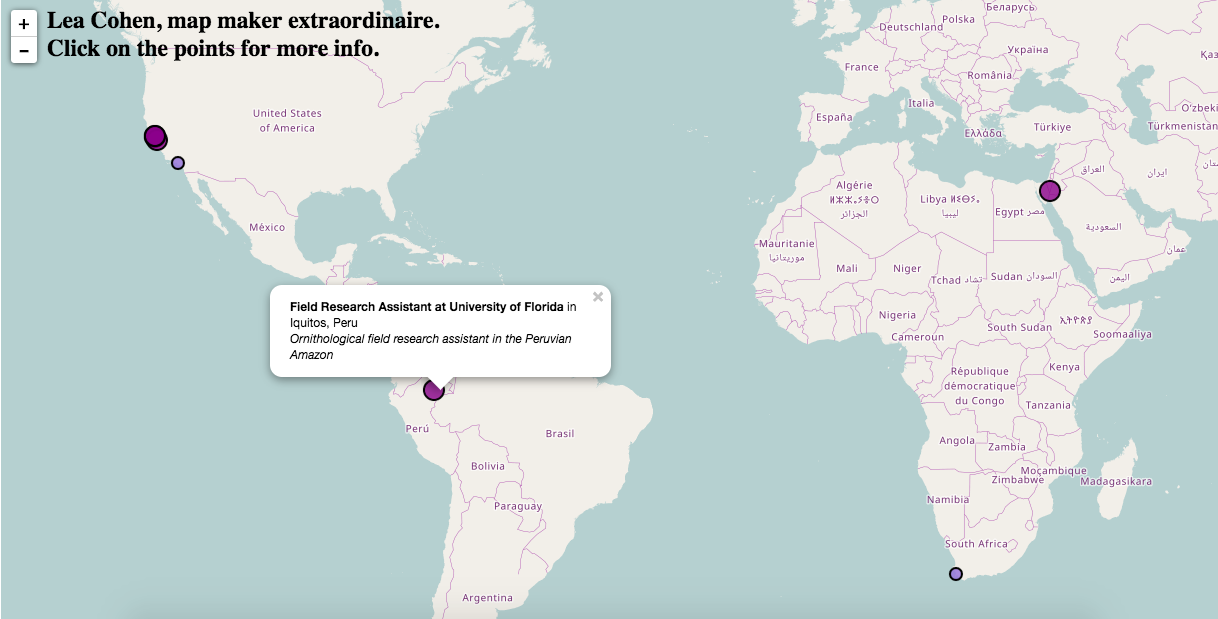 +
−
Lea Cohen, map maker extraordinaire.
Click on the points for more info.
Беларусь
Polska
Deutschland
Україна
France
România
Italia
España
Ελλάδα
Türkiye
O'zbeki
Türkmenistan
Қаз
United States
of America
México
العراق
ایران
Algérie
ⵍⵣⵣⴰⵢⴻⵔ
الجزائر
Libya ⵍⵉⴱⵢⴰ
ليبيا
Egypt مصر
السعودية
عمان
اليمن
Mauritanie
موريتانيا
Mali
Niger
Tchad تشاد
Sudan السودان
Nigeria
Cameroun
South Sudan
ኢትዮጵያ
Soomaaliya
×
Field Research Assistant at University of Florida in
Iquitos, Peru
Ornithological field research assistant in the Peruvian
Amazon
République
démocratique
du Congo
Kenya
Tanzania
Perú
Brasil
Bolivia
Paraguay
Argentina
Angola
Zambia
Moçambique
Zimbabwe
Madagasikara
Namibia
South Africa